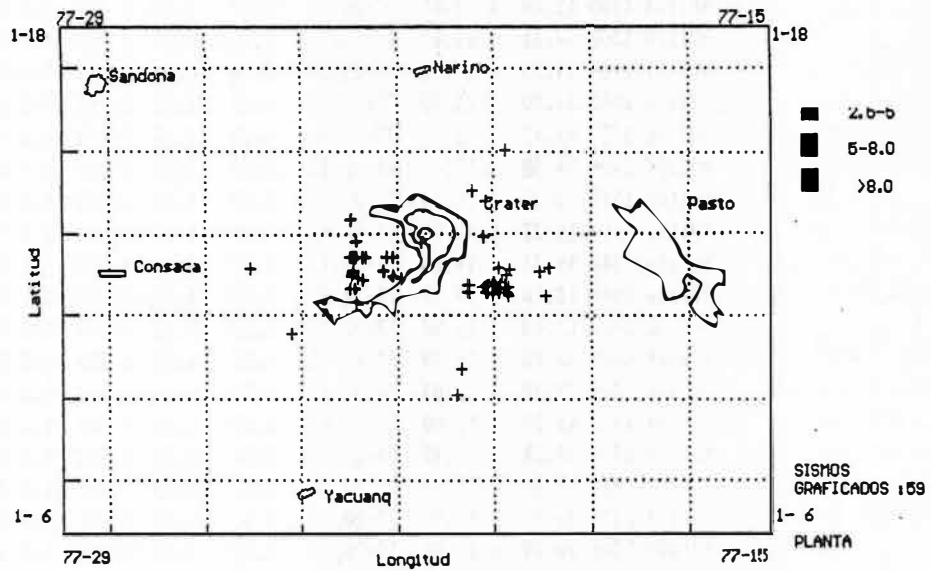 77-29
77-15
1-18
1-18
Sandona
Narino
2.5-5
5-8.0
>8.0
Crater
Pasto
Consaca
Latitud
Yacuanq
SISMOS
GRAFICADOS :59
1- 6
1- 6
PLANTA
77-29
Longitud
77-15